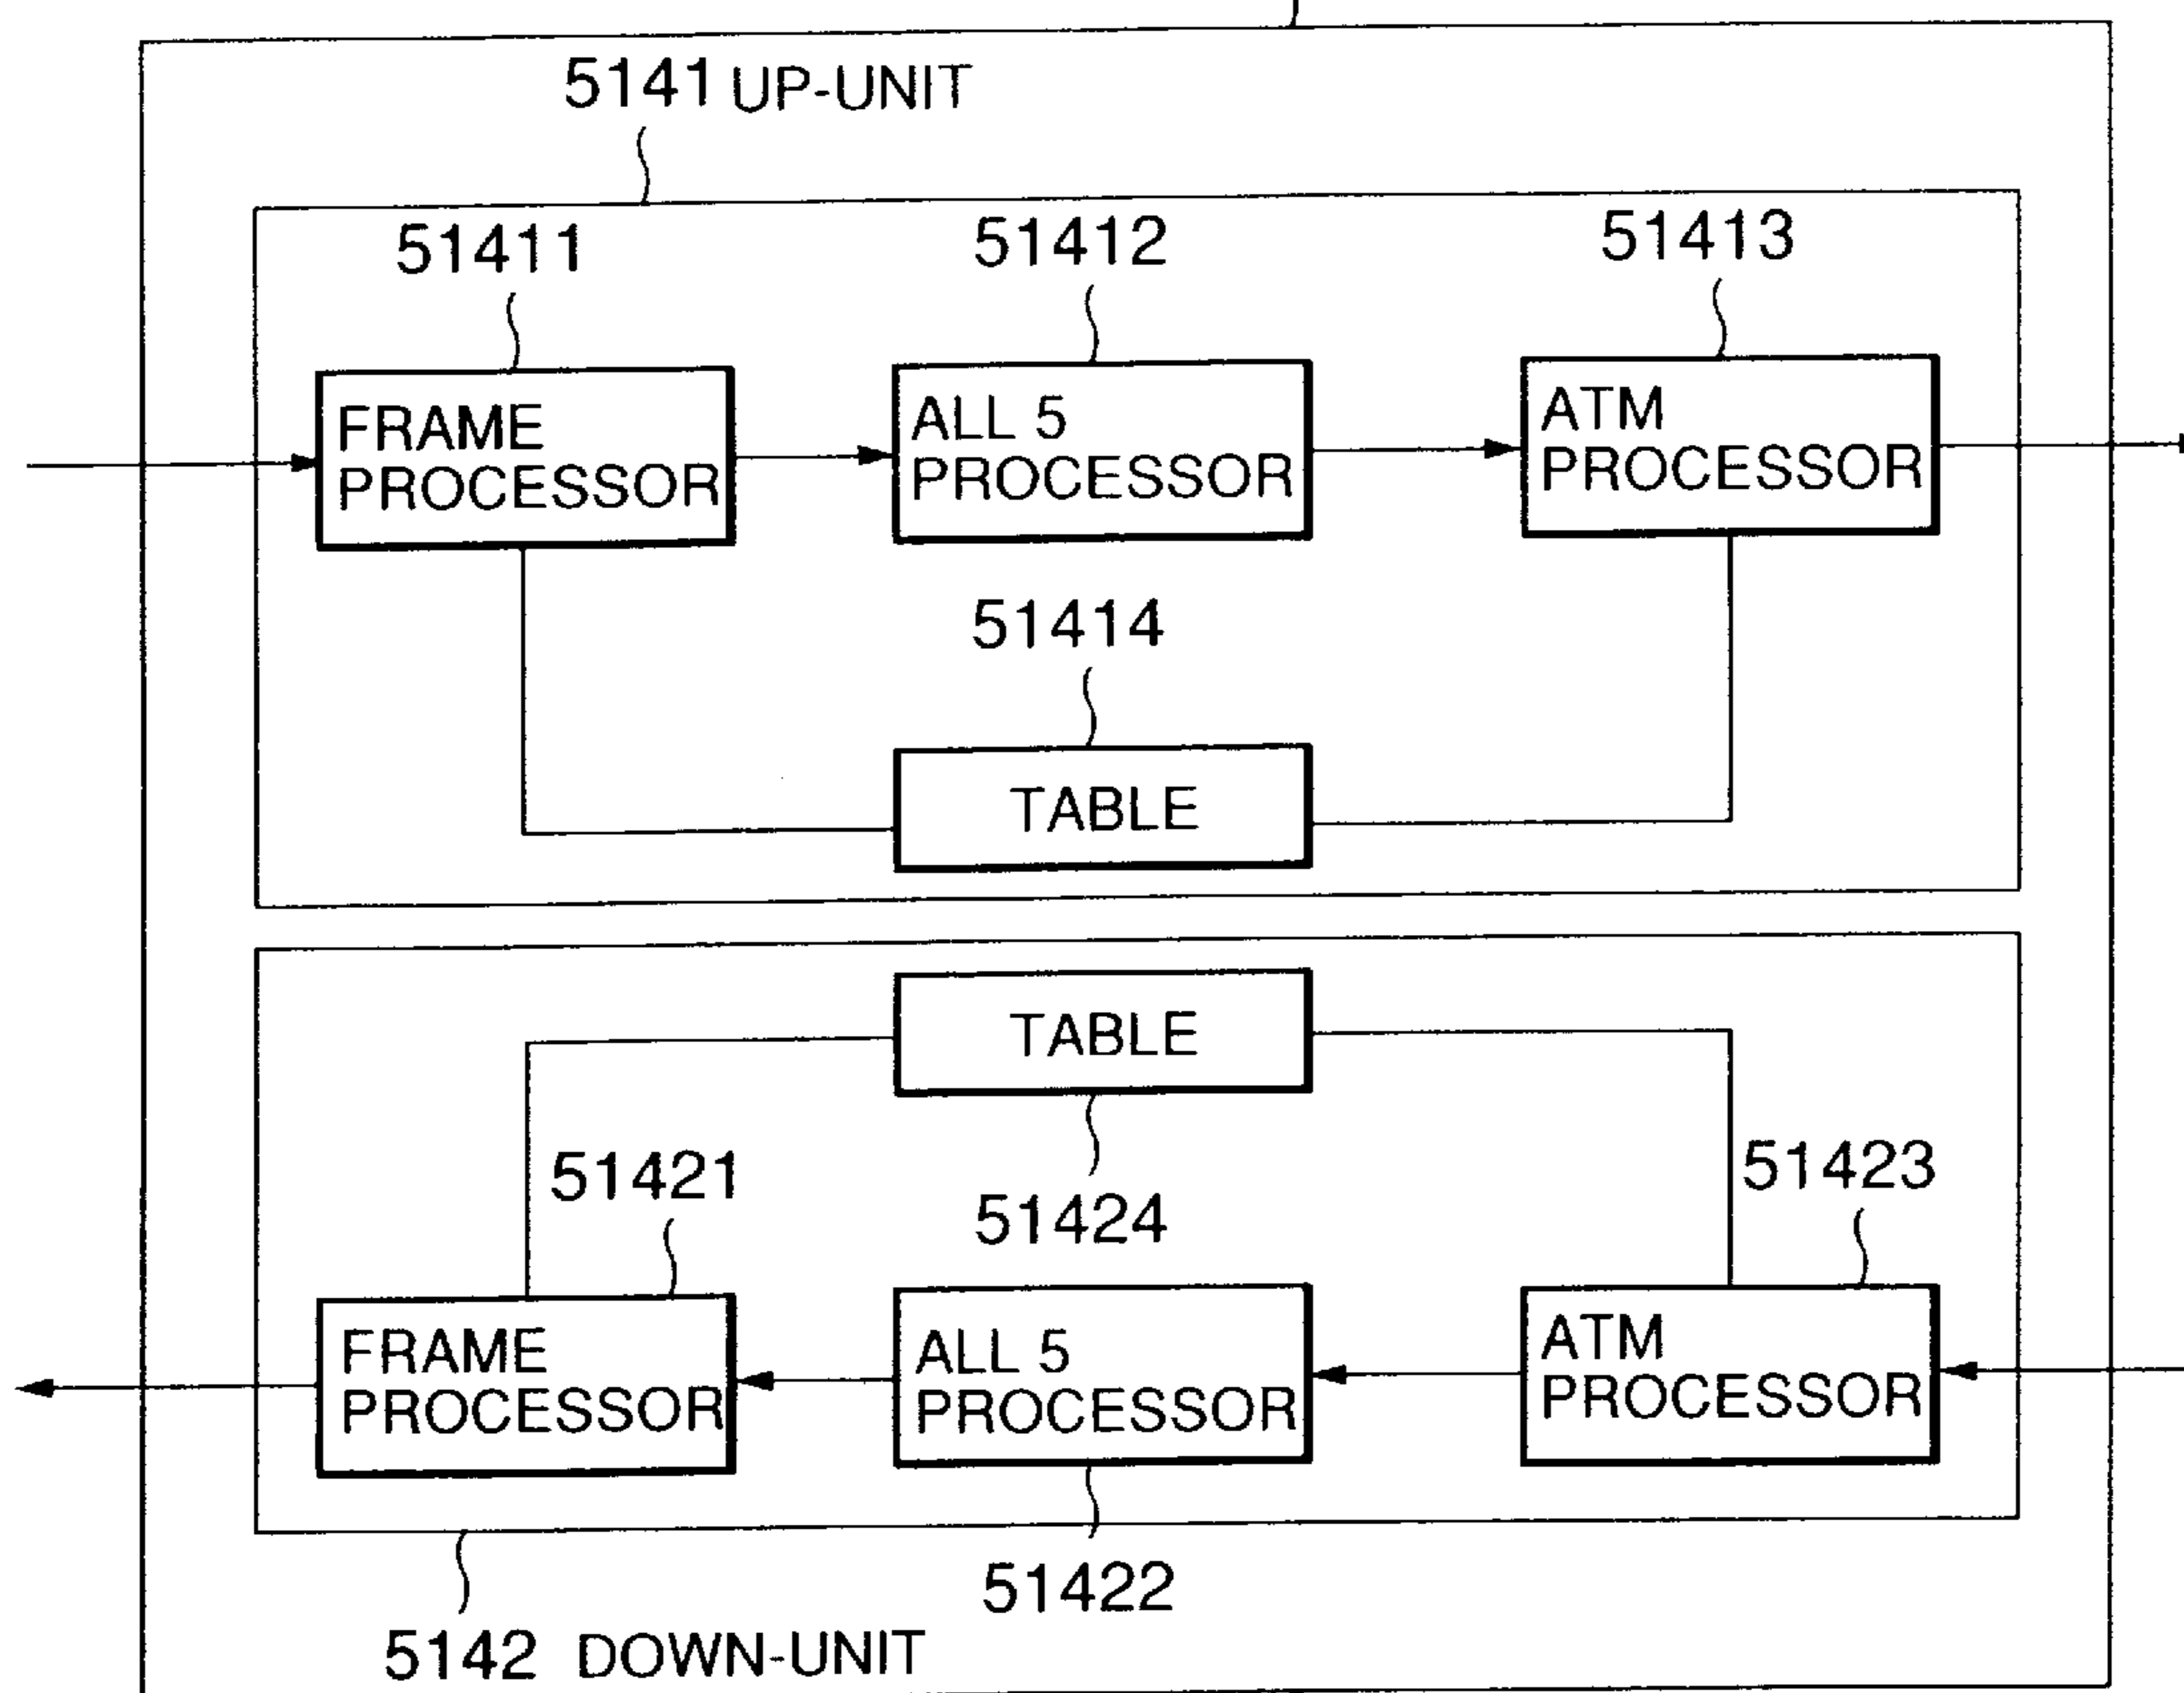 5141 UP-UNIT
51411
51412
51413
FRAME
PROCESSOR
ALL 5
PROCESSOR
ATM
PROCESSOR
51414
TABLE
TABLE
51421
51424
51423
FRAME
PROCESSOR
ALL 5
PROCESSOR
ATM
PROCESSOR
51422
5142 DOWN-UNIT